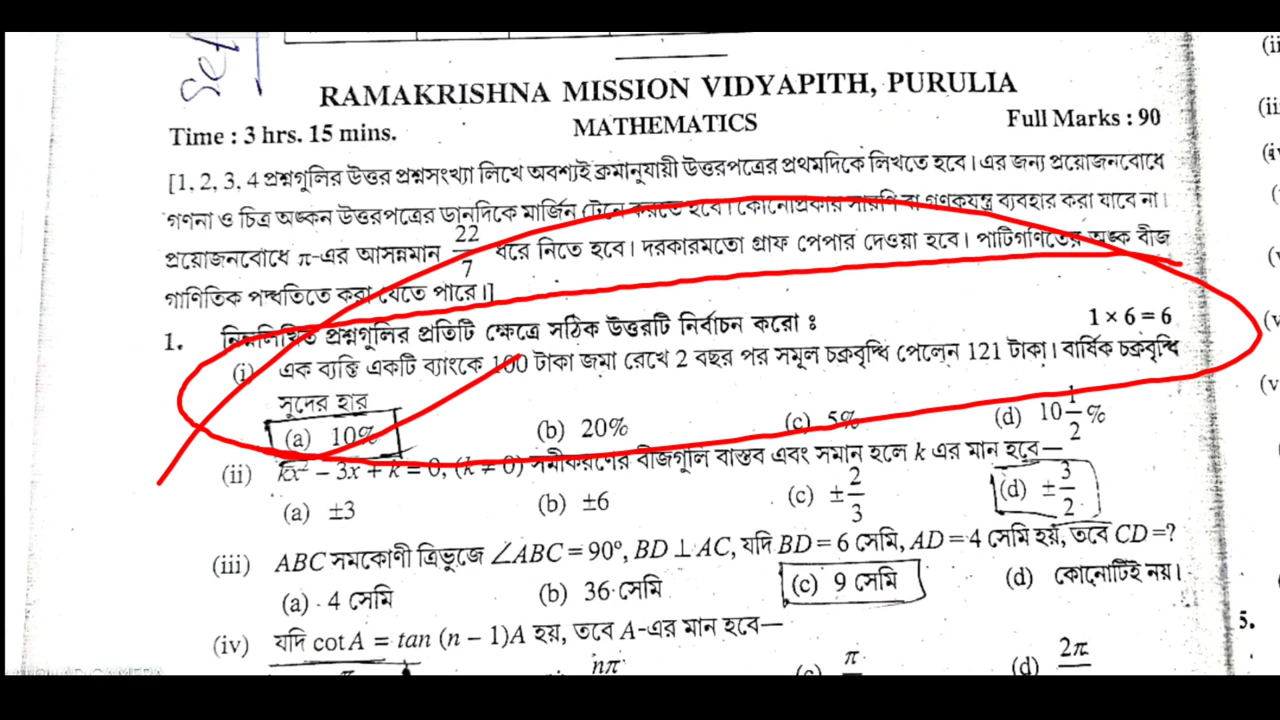 Set
RAMAKRISHNA MISSION VIDYAPITH, PURULIA
Time : 3 hrs. 15 mins.
MATHEMATICS
Full Marks : 90
[1, 2, 3, 4 প্রশ্নগুলির উত্তর প্রশ্নসংখ্যা লিখে অবশ্যই ক্রমানুযায়ী উত্তরপত্রের প্রথমদিকে লিখতে হবে। এর জন্য প্রয়োজনবোধে
গণনা ও চিত্র অঙ্কন উত্তরপত্রের ডানদিকে মার্জিন টেনে করতে হবে। কোনোপ্রকার সারণি বা গণকযন্ত্র ব্যবহার করা যাবে না।
প্রয়োজনবোধে π-এর আসন্নমান 22/7 ধরে নিতে হবে। দরকারমতো গ্রাফ পেপার দেওয়া হবে। পাটিগণিতের অঙ্ক বীজ
গাণিতিক পদ্ধতিতে করা যেতে পারে।]
1. নিম্নলিখিত প্রশ্নগুলির প্রতিটি ক্ষেত্রে সঠিক উত্তরটি নির্বাচন করো ঃ 1 × 6 = 6
(i) এক ব্যক্তি একটি ব্যাংকে 100 টাকা জমা রেখে 2 বছর পর সমূল চক্রবৃদ্ধি পেলেন 121 টাকা। বার্ষিক চক্রবৃদ্ধি
সুদের হার
(a) 10% (b) 20% (c) 5% (d) 10 1/2 %
(ii) kx² − 3x + k = 0, (k ≠ 0) সমীকরণের বীজগুলি বাস্তব এবং সমান হলে k এর মান হবে—
(a) ±3 (b) ±6 (c) ± 2/3 (d) ± 3/2
(iii) ABC সমকোণী ত্রিভুজে ∠ABC = 90°, BD ⊥ AC, যদি BD = 6 সেমি, AD = 4 সেমি হয়, তবে CD = ?
(a) 4 সেমি (b) 36 সেমি (c) 9 সেমি (d) কোনোটিই নয়।
(iv) যদি cot A = tan (n − 1)A হয়, তবে A-এর মান হবে—
nπ π (d) 2π
5.